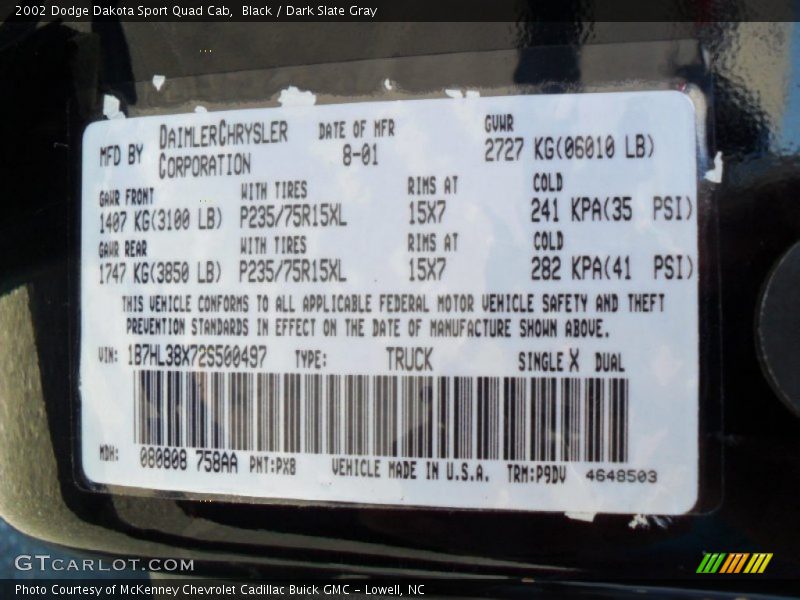 2002 Dodge Dakota Sport Quad Cab,  Black / Dark Slate Gray
MFD BY DAIMLERCHRYSLER CORPORATION DATE OF MFR 8-01 GVWR 2727 KG(06010 LB)
GAWR FRONT WITH TIRES RIMS AT COLD
1407 KG(3100 LB) P235/75R15XL 15X7 241 KPA(35 PSI)
GAWR REAR WITH TIRES RIMS AT COLD
1747 KG(3850 LB) P235/75R15XL 15X7 282 KPA(41 PSI)
THIS VEHICLE CONFORMS TO ALL APPLICABLE FEDERAL MOTOR VEHICLE SAFETY AND THEFT
PREVENTION STANDARDS IN EFFECT ON THE DATE OF MANUFACTURE SHOWN ABOVE.
VIN: 1B7HL38X72S500497 TYPE: TRUCK SINGLE X DUAL
MDH: 080808 758AA PNT:PX8 VEHICLE MADE IN U.S.A. TRM:P9DV 4648503
GTCARLOT.COM
Photo Courtesy of McKenney Chevrolet Cadillac Buick GMC - Lowell, NC